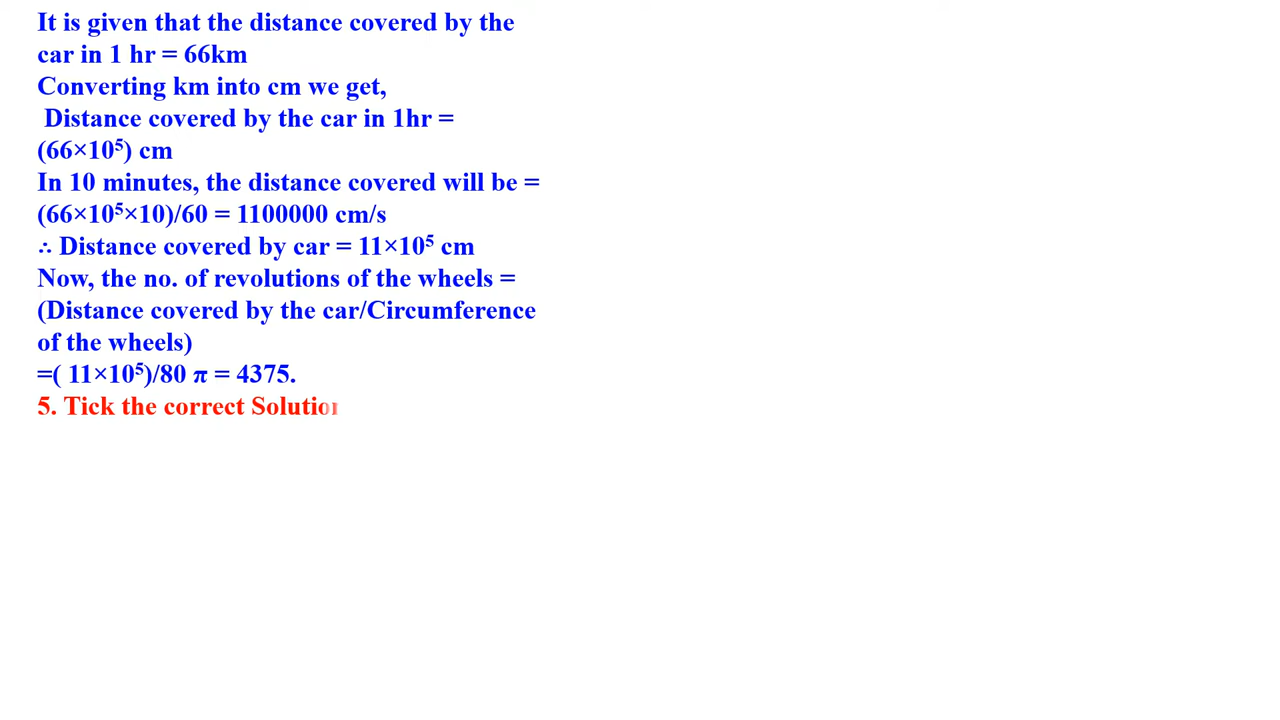 It is given that the distance covered by the
car in 1 hr = 66km
Converting km into cm we get,
Distance covered by the car in 1hr =
(66×10⁵) cm
In 10 minutes, the distance covered will be =
(66×10⁵×10)/60 = 1100000 cm/s
∴ Distance covered by car = 11×10⁵ cm
Now, the no. of revolutions of the wheels =
(Distance covered by the car/Circumference
of the wheels)
=( 11×10⁵)/80 π = 4375.
5. Tick the correct Solution